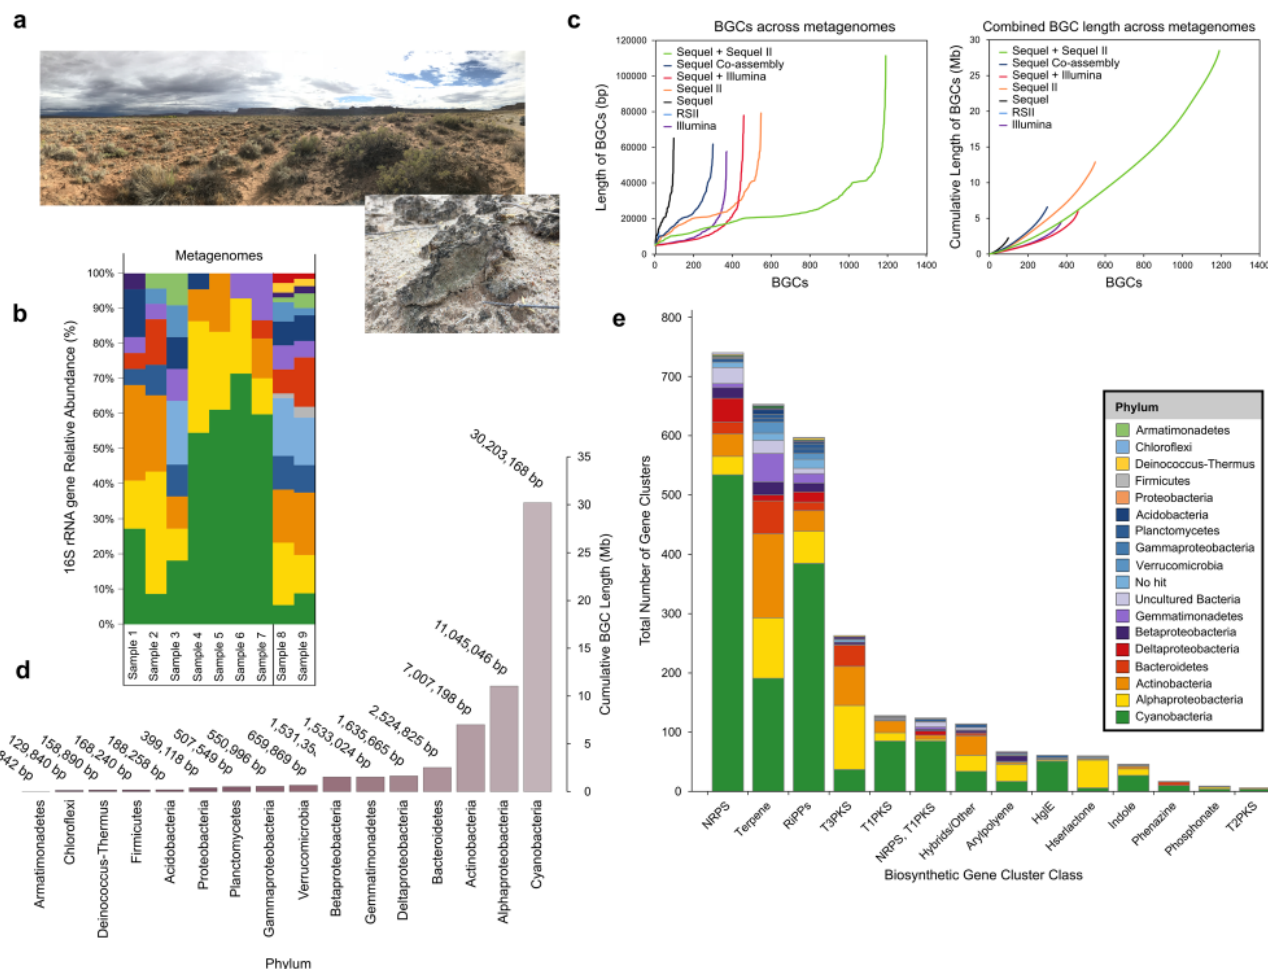 a
c
BGCs across metagenomes
Length of BGCs (bp)
120000
100000
80000
60000
40000
20000
0
Sequel + Sequel II
Sequel Co-assembly
Sequel + Illumina
Sequel II
Sequel
RSII
Illumina
0 200 400 600 800 1000 1200 1400
BGCs
Combined BGC length across metagenomes
Cumulative Length of BGCs (Mb)
30
25
20
15
10
5
0
Sequel + Sequel II
Sequel Co-assembly
Sequel + Illumina
Sequel II
Sequel
RSII
Illumina
0 200 400 600 800 1000 1200 1400
BGCs
b
Metagenomes
16S rRNA gene Relative Abundance (%)
100%
90%
80%
70%
60%
50%
40%
30%
20%
10%
0%
Sample 1
Sample 2
Sample 3
Sample 4
Sample 5
Sample 6
Sample 7
Sample 8
Sample 9
d
842 bp
129,840 bp
158,890 bp
168,240 bp
188,258 bp
399,118 bp
507,549 bp
550,996 bp
659,869 bp
1,531,35
1,533,024 bp
1,635,665 bp
2,524,825 bp
7,007,198 bp
11,045,046 bp
30,203,168 bp
Cumulative BGC Length (Mb)
35
30
25
20
15
10
5
0
Armatimonadetes
Chloroflexi
Deinococcus-Thermus
Firmicutes
Acidobacteria
Proteobacteria
Planctomycetes
Gammaproteobacteria
Verrucomicrobia
Betaproteobacteria
Gemmatimonadetes
Deltaproteobacteria
Bacteroidetes
Actinobacteria
Alphaproteobacteria
Cyanobacteria
Phylum
e
Total Number of Gene Clusters
800
700
600
500
400
300
200
100
0
NRPS
Terpene
RiPPs
T3PKS
T1PKS
NRPS, T1PKS
Hybrids/Other
Arylpolyene
HglE
Hserlactone
Indole
Phenazine
Phosphonate
T2PKS
Biosynthetic Gene Cluster Class
Phylum
Armatimonadetes
Chloroflexi
Deinococcus-Thermus
Firmicutes
Proteobacteria
Acidobacteria
Planctomycetes
Gammaproteobacteria
Verrucomicrobia
No hit
Uncultured Bacteria
Gemmatimonadetes
Betaproteobacteria
Deltaproteobacteria
Bacteroidetes
Actinobacteria
Alphaproteobacteria
Cyanobacteria